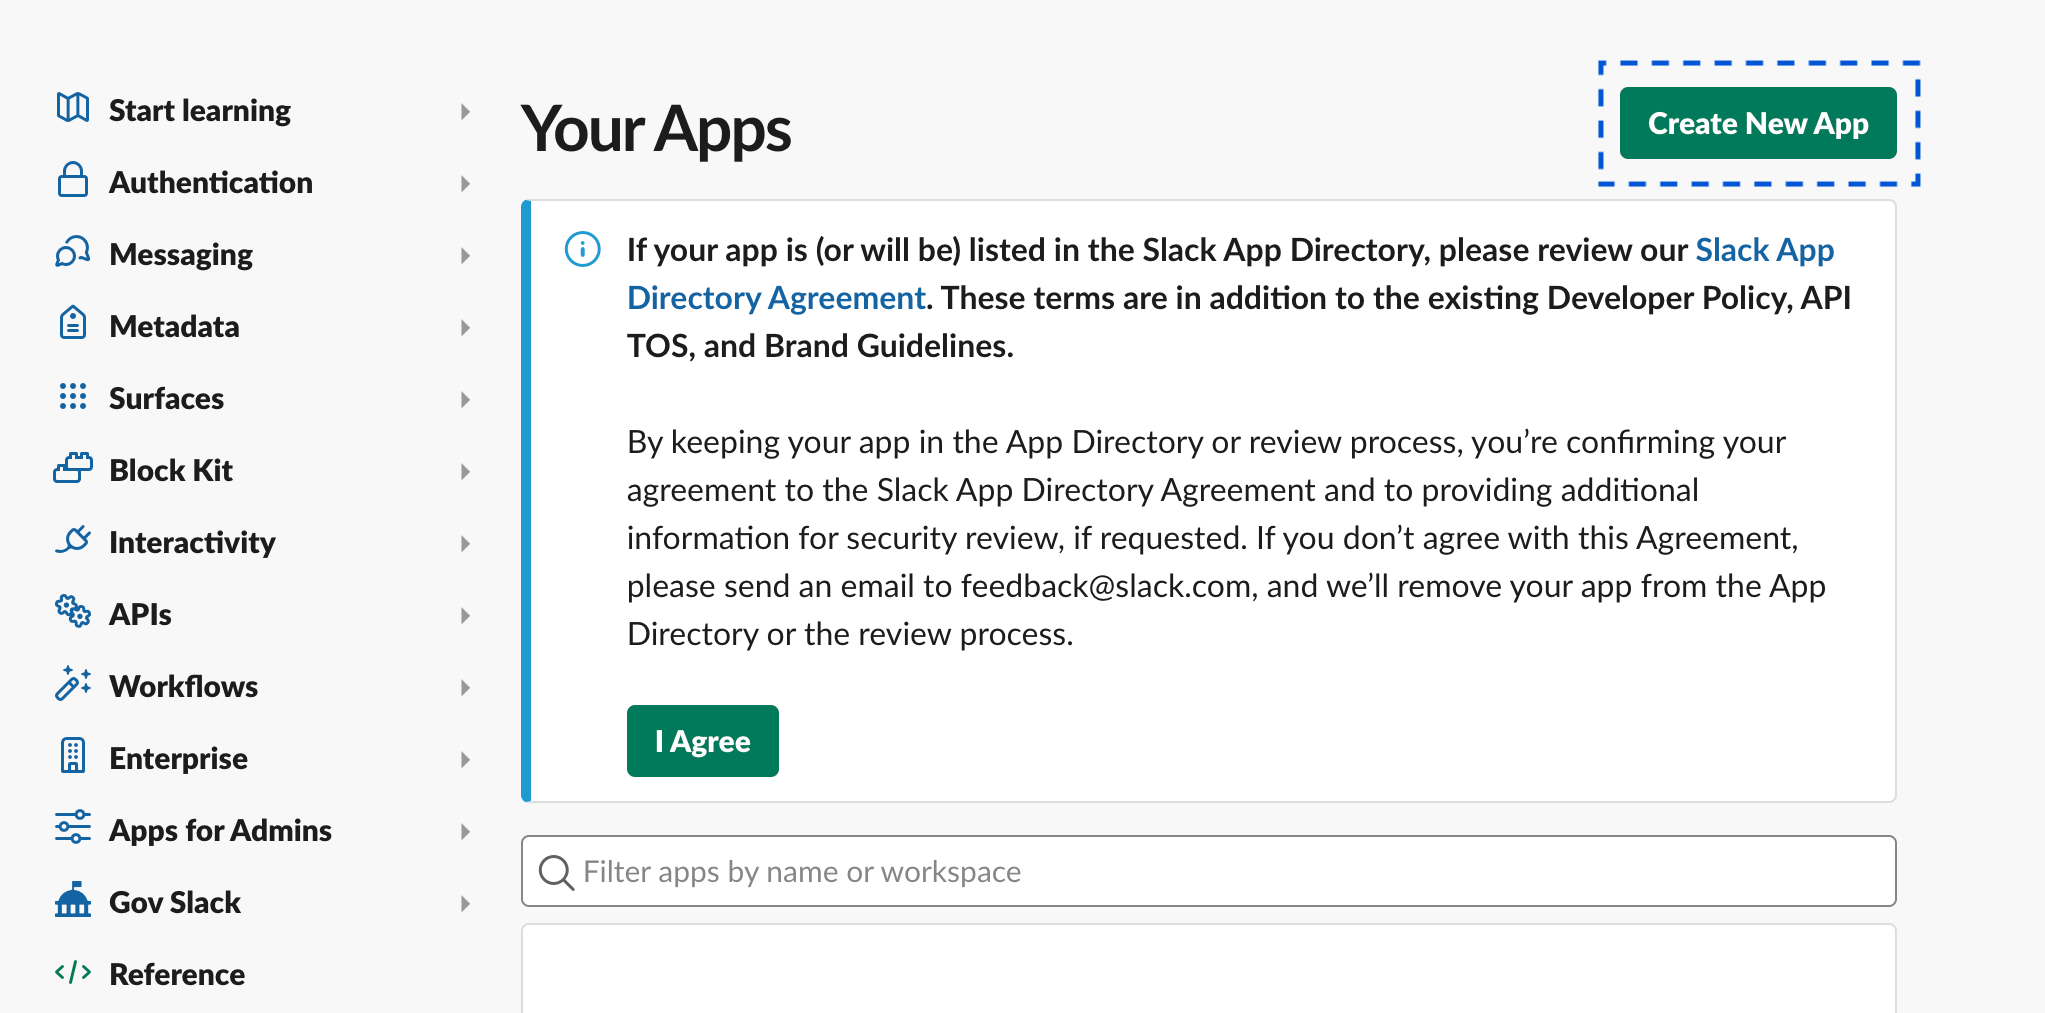 Start learning
Authentication
Messaging
Metadata
Surfaces
Block Kit
Interactivity
APIs
Workflows
Enterprise
Apps for Admins
Gov Slack
Reference
Your Apps
Create New App
If your app is (or will be) listed in the Slack App Directory, please review our Slack App
Directory Agreement. These terms are in addition to the existing Developer Policy, API
TOS, and Brand Guidelines.
By keeping your app in the App Directory or review process, you’re confirming your
agreement to the Slack App Directory Agreement and to providing additional
information for security review, if requested. If you don’t agree with this Agreement,
please send an email to feedback@slack.com, and we’ll remove your app from the App
Directory or the review process.
I Agree
Filter apps by name or workspace